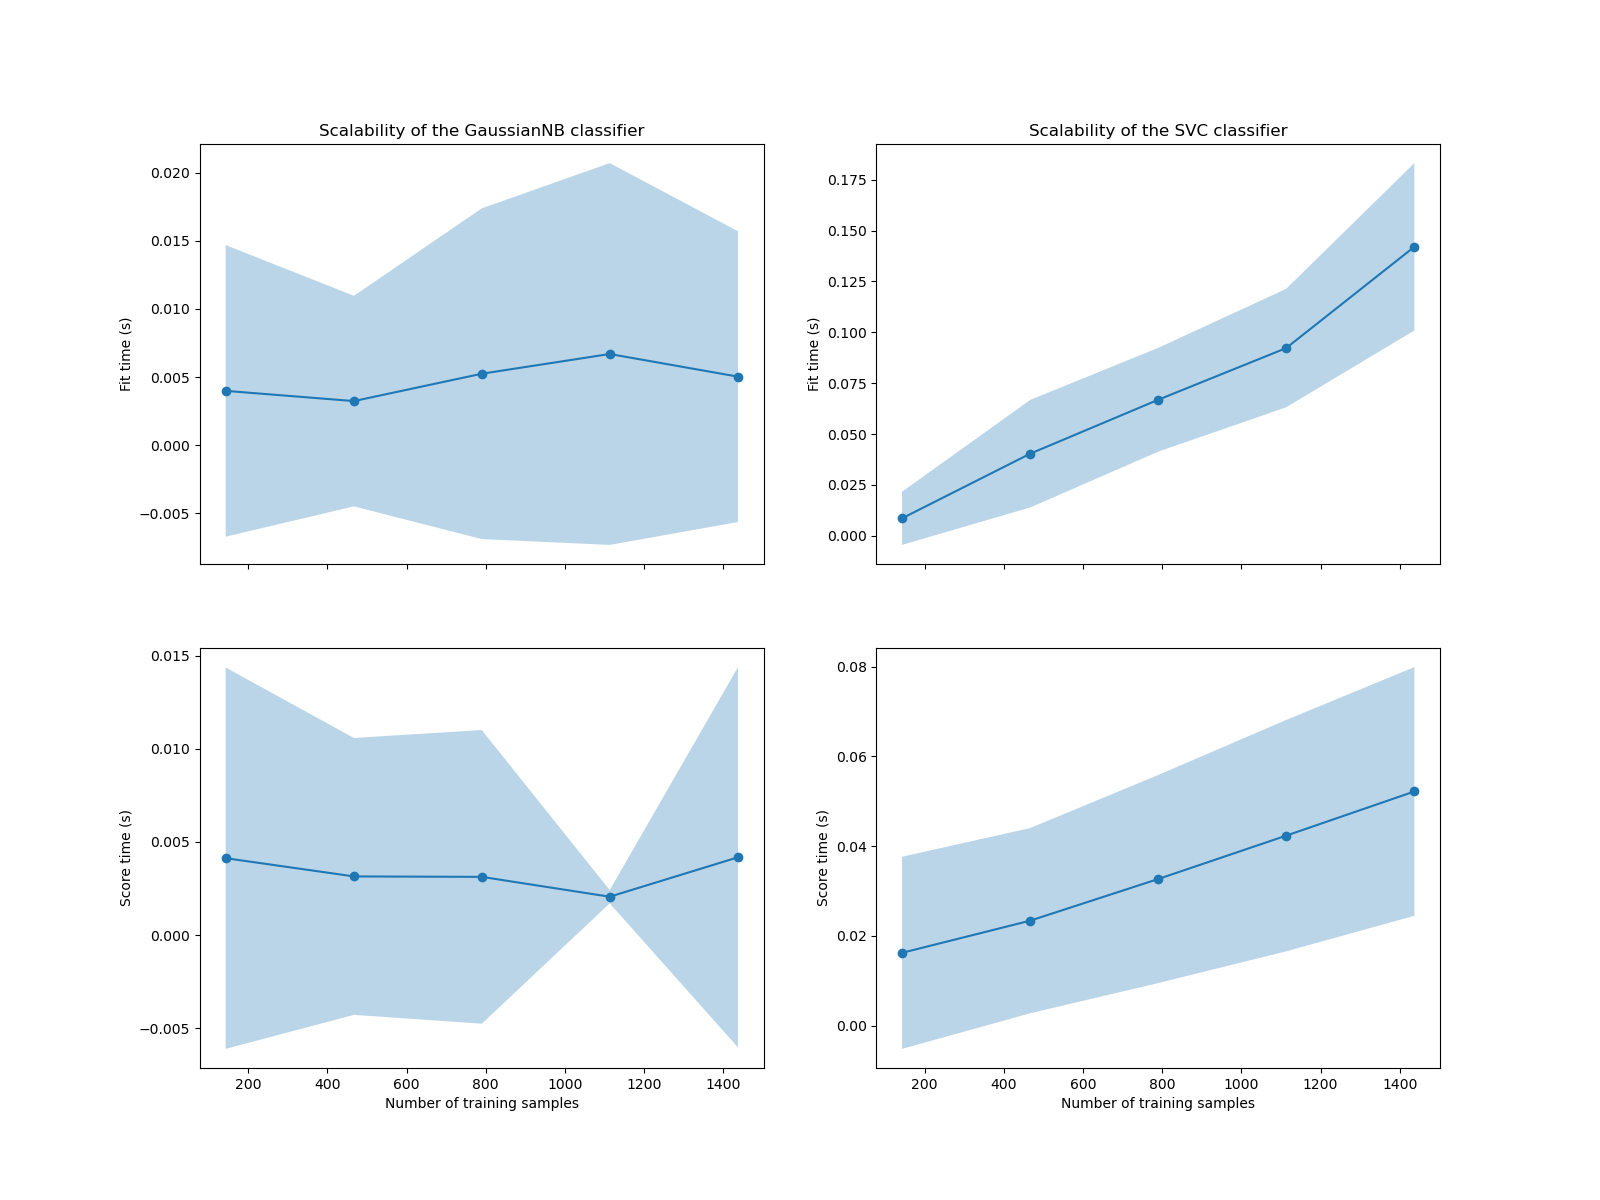 Scalability of the GaussianNB classifier
0.020
0.015
0.010
0.005
0.000
−0.005
Fit time (s)
Scalability of the SVC classifier
0.175
0.150
0.125
0.100
0.075
0.050
0.025
0.000
Fit time (s)
0.015
0.010
0.005
0.000
−0.005
Score time (s)
200 400 600 800 1000 1200 1400
Number of training samples
0.08
0.06
0.04
0.02
0.00
Score time (s)
200 400 600 800 1000 1200 1400
Number of training samples